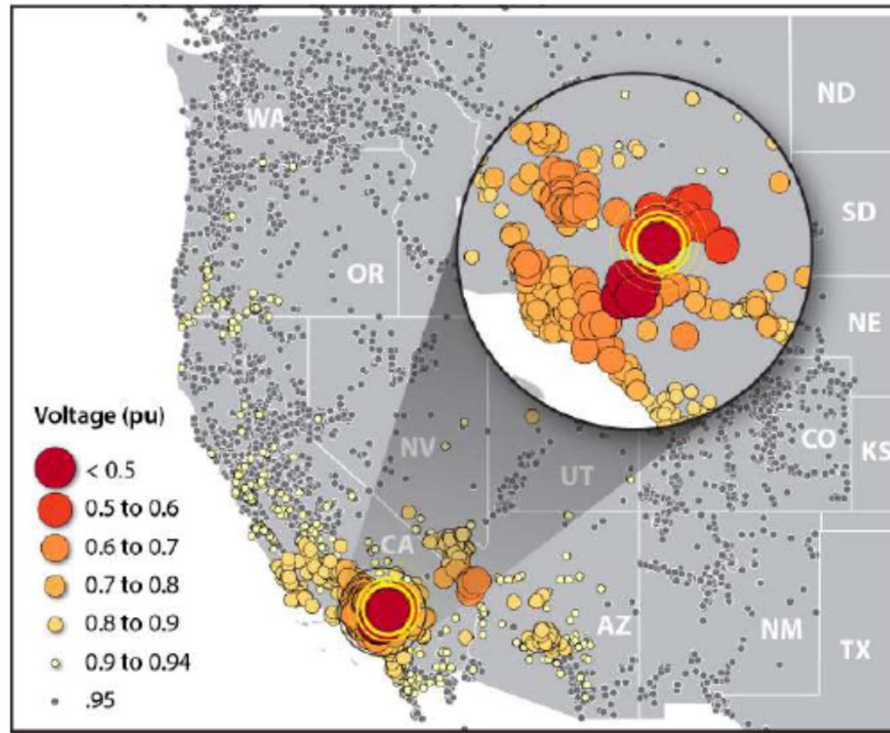 WA
ND
SD
OR
NE
Voltage (pu)
< 0.5
0.5 to 0.6
0.6 to 0.7
0.7 to 0.8
0.8 to 0.9
0.9 to 0.94
.95
NV
UT
CO
KS
CA
AZ
NM
TX